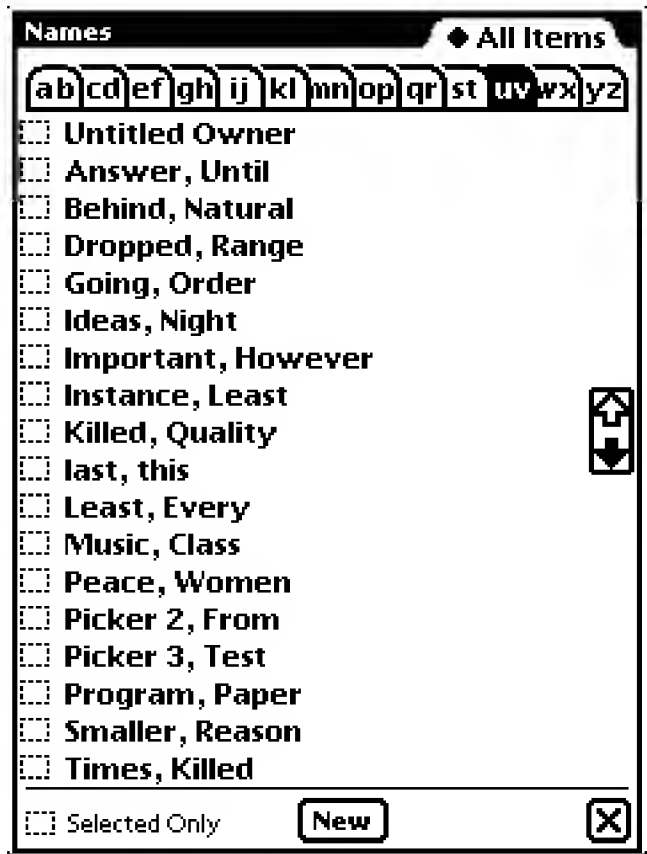 Names ◆ All Items
ab cd ef gh ij kl mn op qr st uv wx yz
Untitled Owner
Answer, Until
Behind, Natural
Dropped, Range
Going, Order
Ideas, Night
Important, However
Instance, Least
Killed, Quality
last, this
Least, Every
Music, Class
Peace, Women
Picker 2, From
Picker 3, Test
Program, Paper
Smaller, Reason
Times, Killed
Selected Only New X